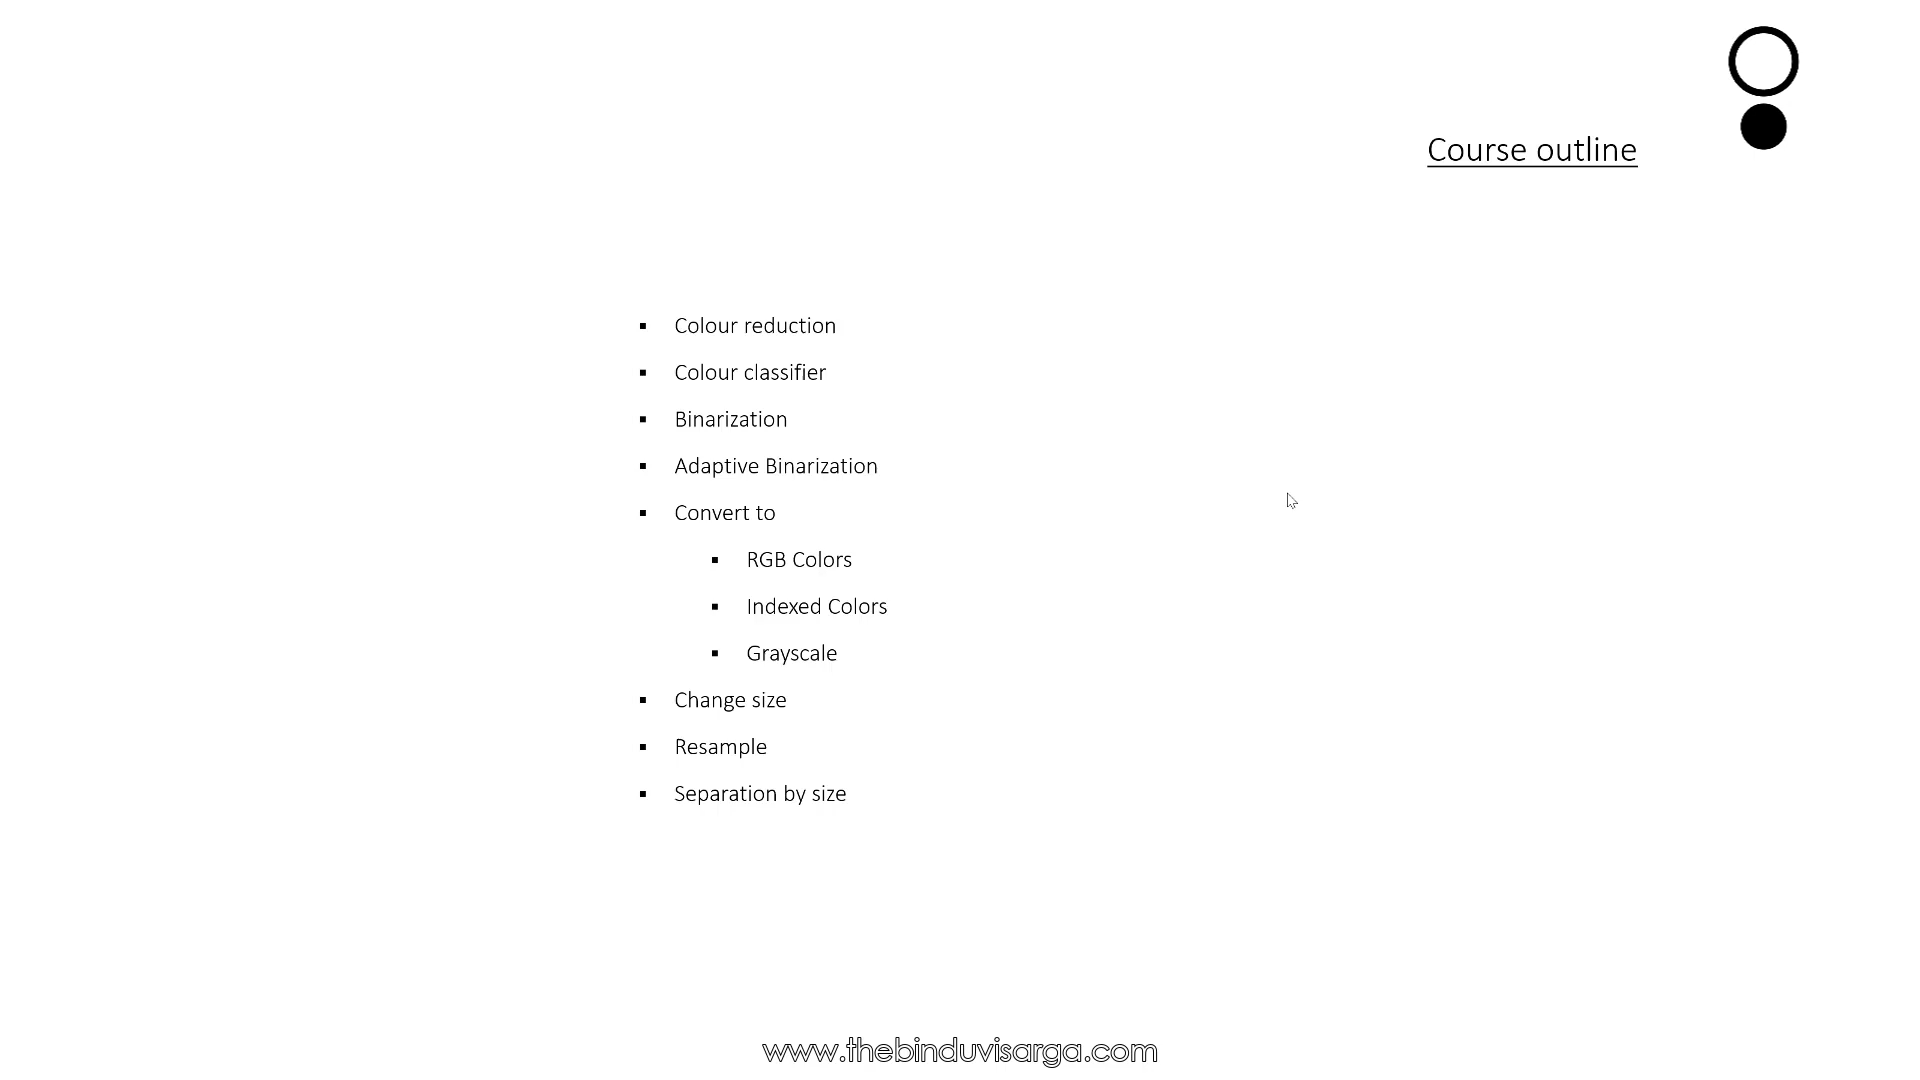 Course outline
▪ Colour reduction
▪ Colour classifier
▪ Binarization
▪ Adaptive Binarization
▪ Convert to
▪ RGB Colors
▪ Indexed Colors
▪ Grayscale
▪ Change size
▪ Resample
▪ Separation by size
www.thebinduvisarga.com